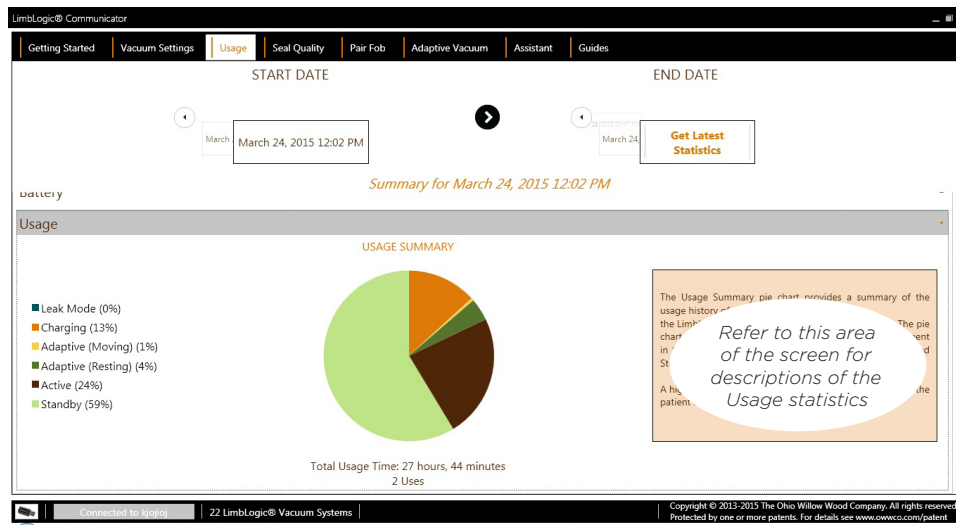 LimbLogic® Communicator
Getting Started Vacuum Settings Usage Seal Quality Pair Fob Adaptive Vacuum Assistant Guides
START DATE END DATE
March March 24, 2015 12:02 PM March 24, Get Latest
Statistics
Summary for March 24, 2015 12:02 PM
Battery
Usage
USAGE SUMMARY
Leak Mode (0%)
Charging (13%)
Adaptive (Moving) (1%)
Adaptive (Resting) (4%)
Active (24%)
Standby (59%)
The Usage Summary pie chart provides a summary of the
usage history
the The pie
chart
in
A the
patient
Refer to this area
of the screen for
descriptions of the
Usage statistics
Total Usage Time: 27 hours, 44 minutes
2 Uses
Connected to kjojioj 22 LimbLogic® Vacuum Systems
Copyright © 2013-2015 The Ohio Willow Wood Company. All rights reserved
Protected by one or more patents. For details see www.owwco.com/patent